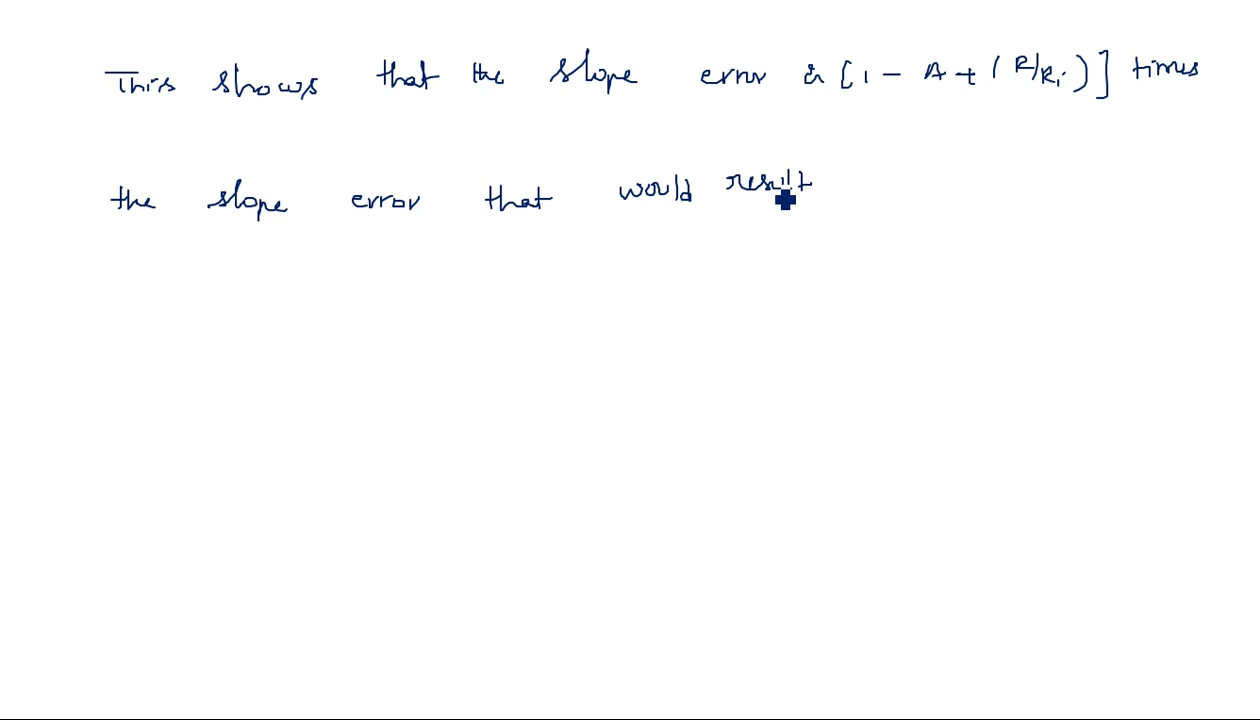 This shows that the slope error is [1 - A + (R/Ri)] times
the slope error that would result